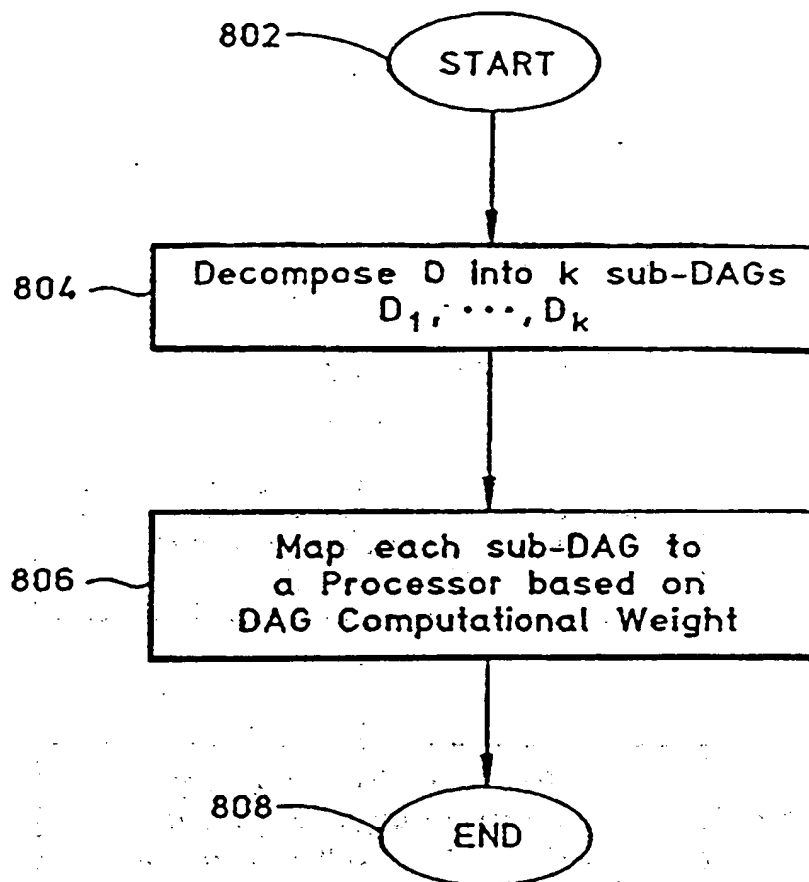 802
START
804
Decompose D into k sub-DAGs
D₁, ···, Dₖ
806
Map each sub-DAG to
a Processor based on
DAG Computational Weight
808
END